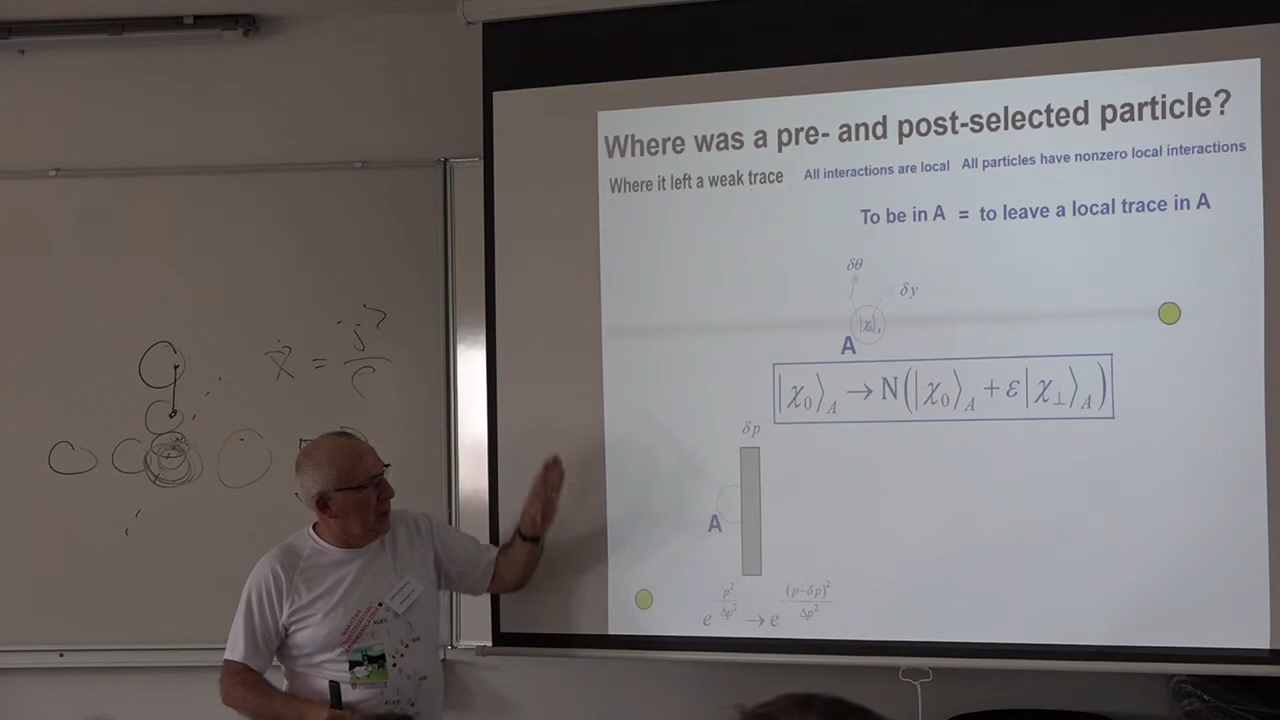 Where was a pre- and post-selected particle?
Where it left a weak trace All interactions are local All particles have nonzero local interactions
To be in A = to leave a local trace in A
δθ
δy
|χ₀⟩_A
A
|χ₀⟩_A → N(|χ₀⟩_A + ε|χ_⊥⟩_A)
δp
A
e^(p²/Δp²) → e^((p−δp)²/Δp²)